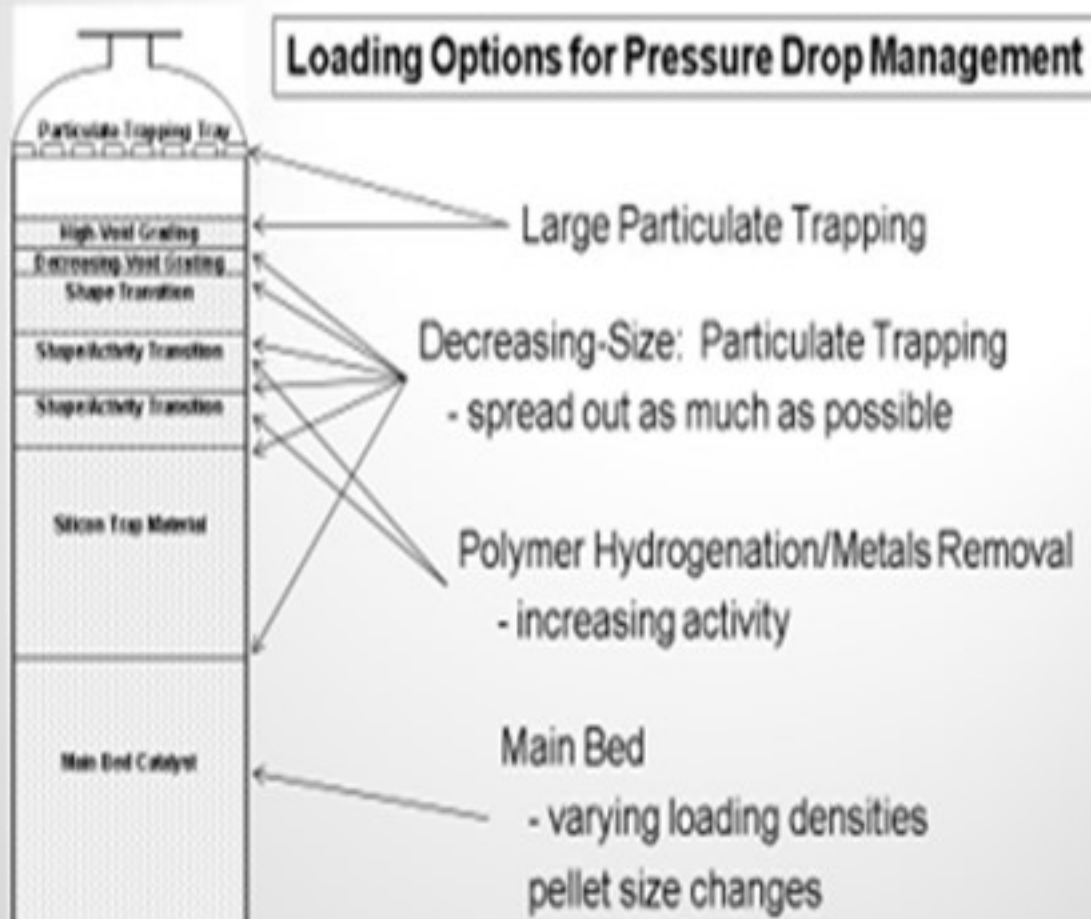 Loading Options for Pressure Drop Management
Particulate Trapping Tray
High Void Grading
Decreasing Void Grating
Shape Transition
Shape/Activity Transition
Shape/Activity Transition
Silicon Trap Material
Main Bed Catalyst
Large Particulate Trapping
Decreasing-Size: Particulate Trapping
- spread out as much as possible
Polymer Hydrogenation/Metals Removal
- increasing activity
Main Bed
- varying loading densities
pellet size changes